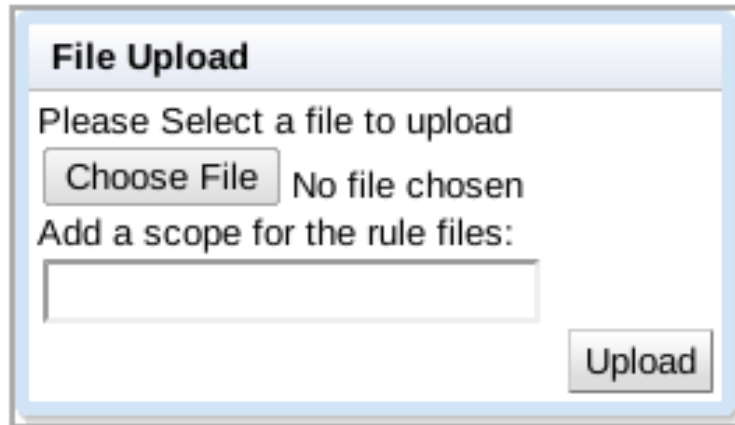 File Upload
Please Select a file to upload
Choose File No file chosen
Add a scope for the rule files:
Upload